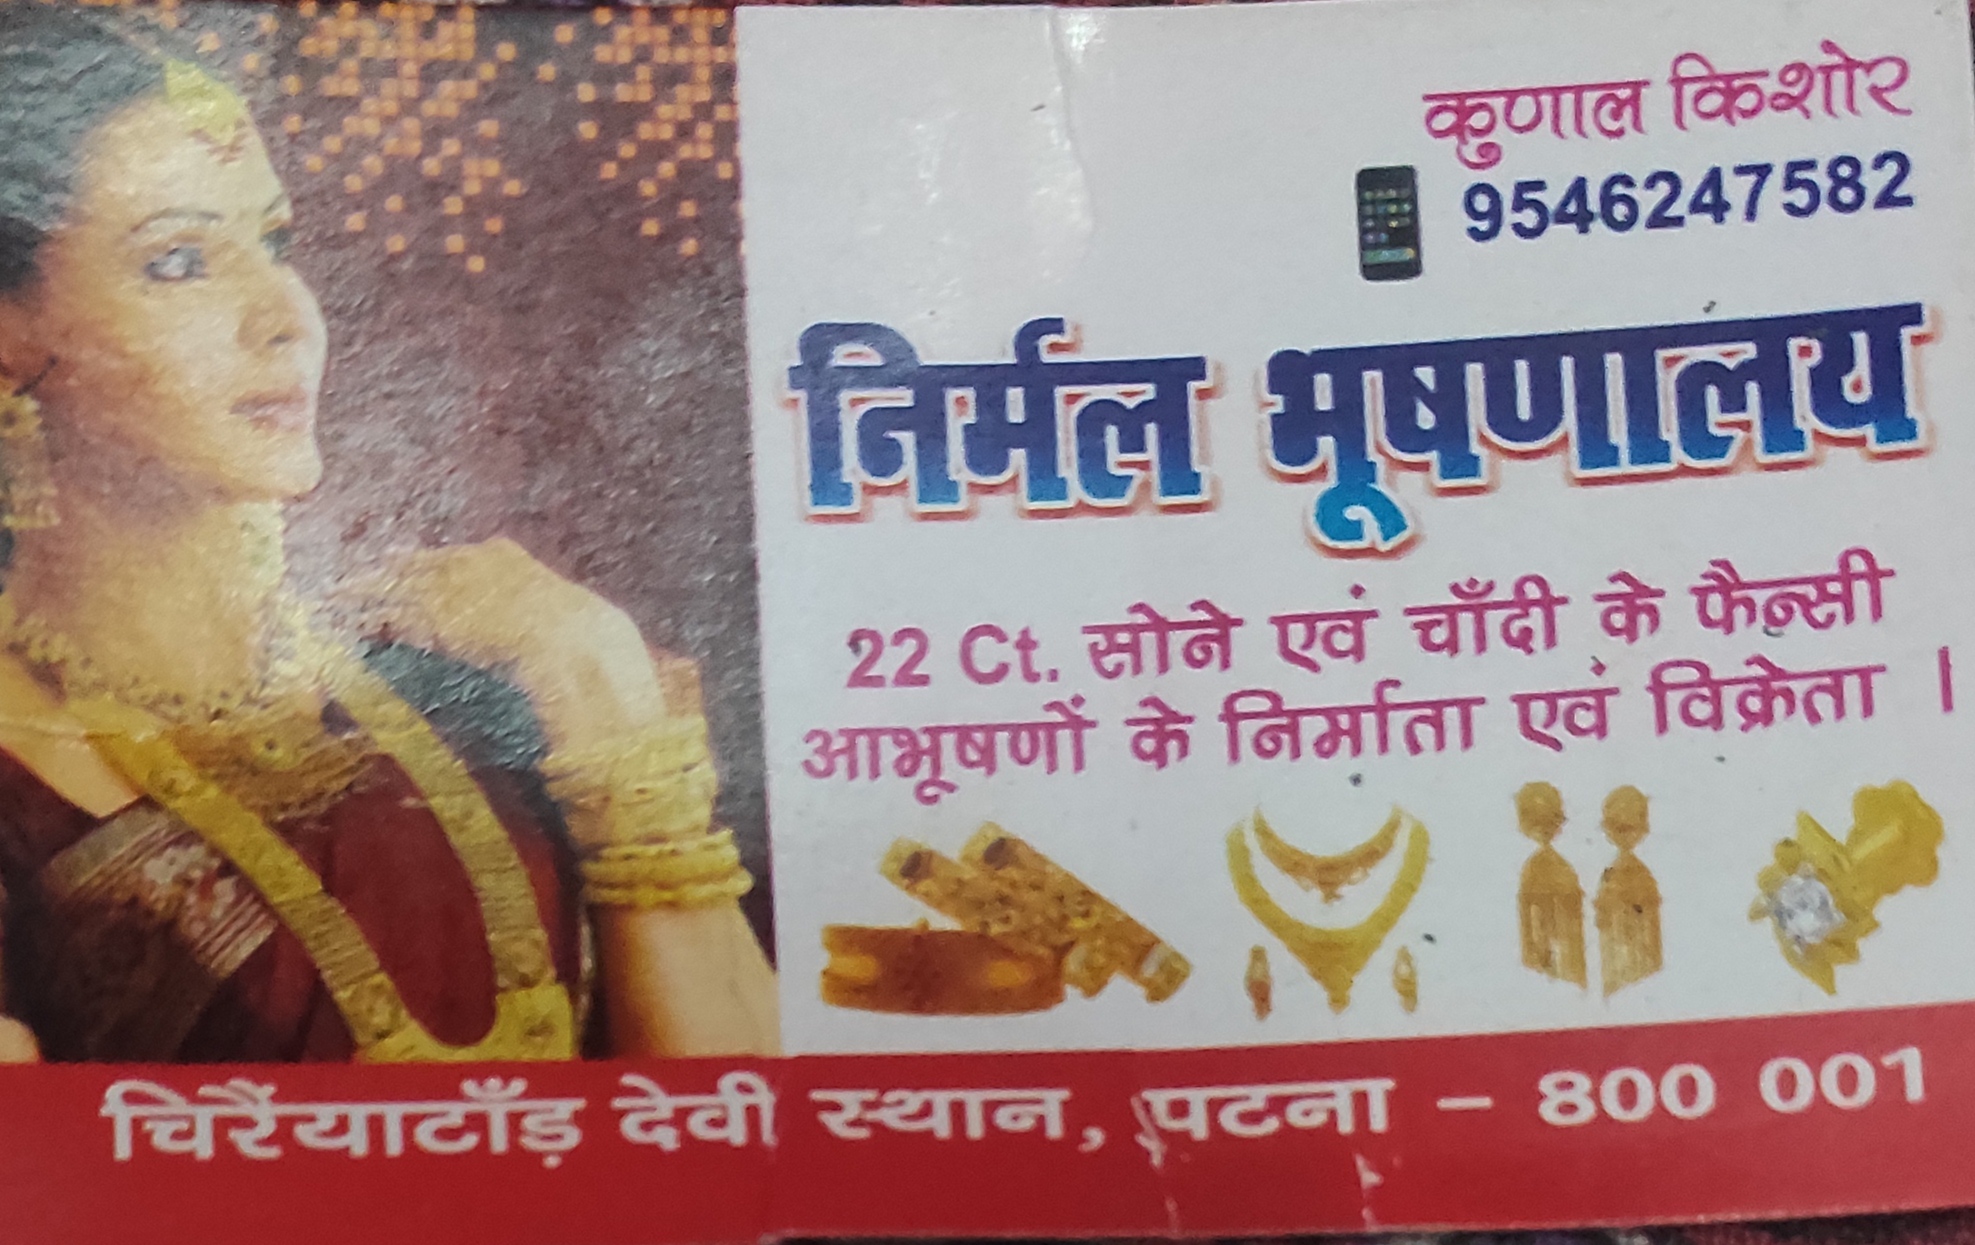 कुणाल किशोर
9546247582
निर्मल भूषणालय
22 Ct. सोने एवं चाँदी के फैन्सी
आभूषणों के निर्माता एवं विक्रेता ।
चिरैंयाटाँड़ देवी स्थान, पटना - 800 001